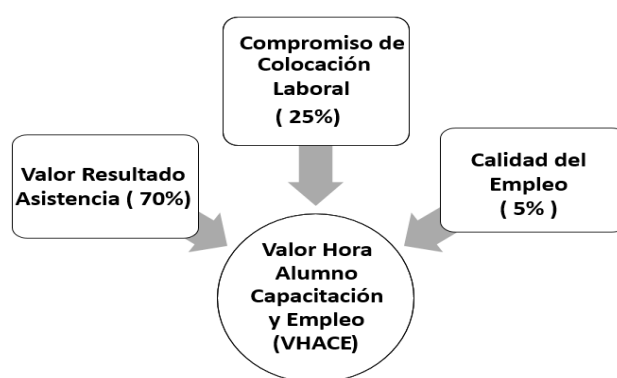 Compromiso de
Colocación
Laboral
( 25%)
Valor Resultado
Asistencia ( 70%)
Calidad del
Empleo
( 5% )
Valor Hora
Alumno
Capacitación
y Empleo
(VHACE)